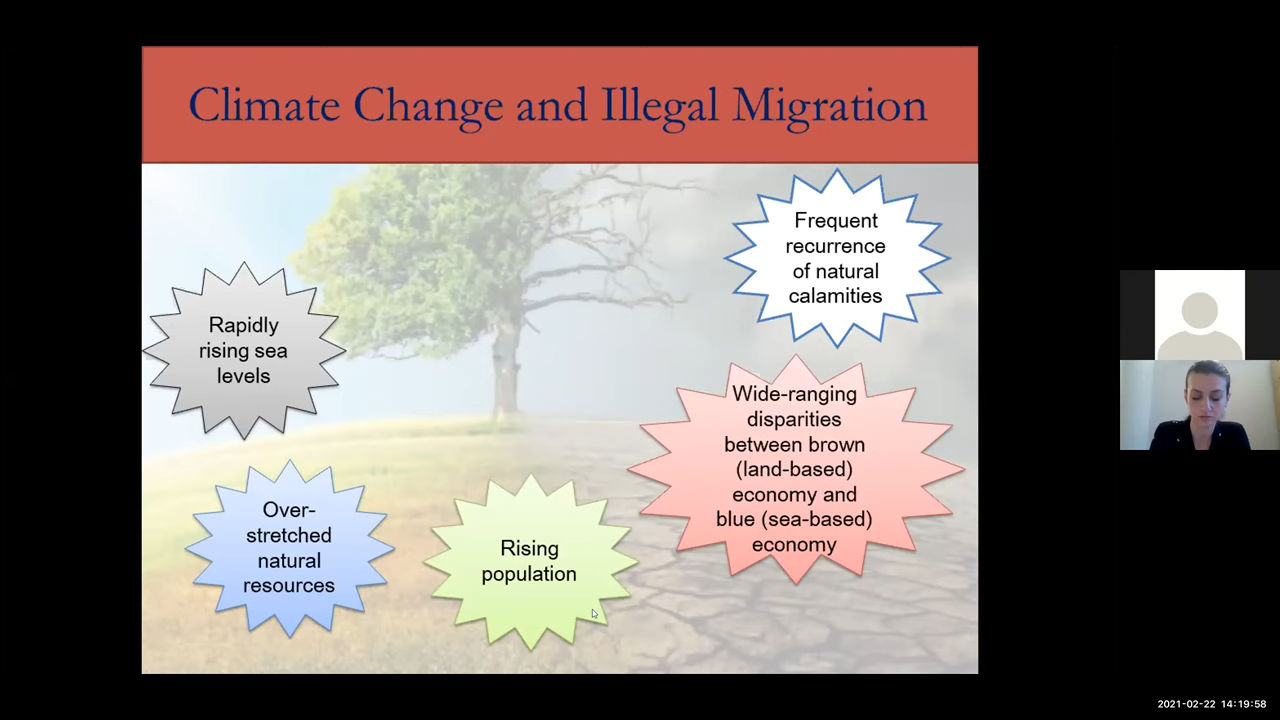 Climate Change and Illegal Migration
Frequent
recurrence
of natural
calamities
Rapidly
rising sea
levels
Wide-ranging
disparities
between brown
(land-based)
economy and
blue (sea-based)
economy
Over-
stretched
natural
resources
Rising
population
2021-02-22 14:19:58